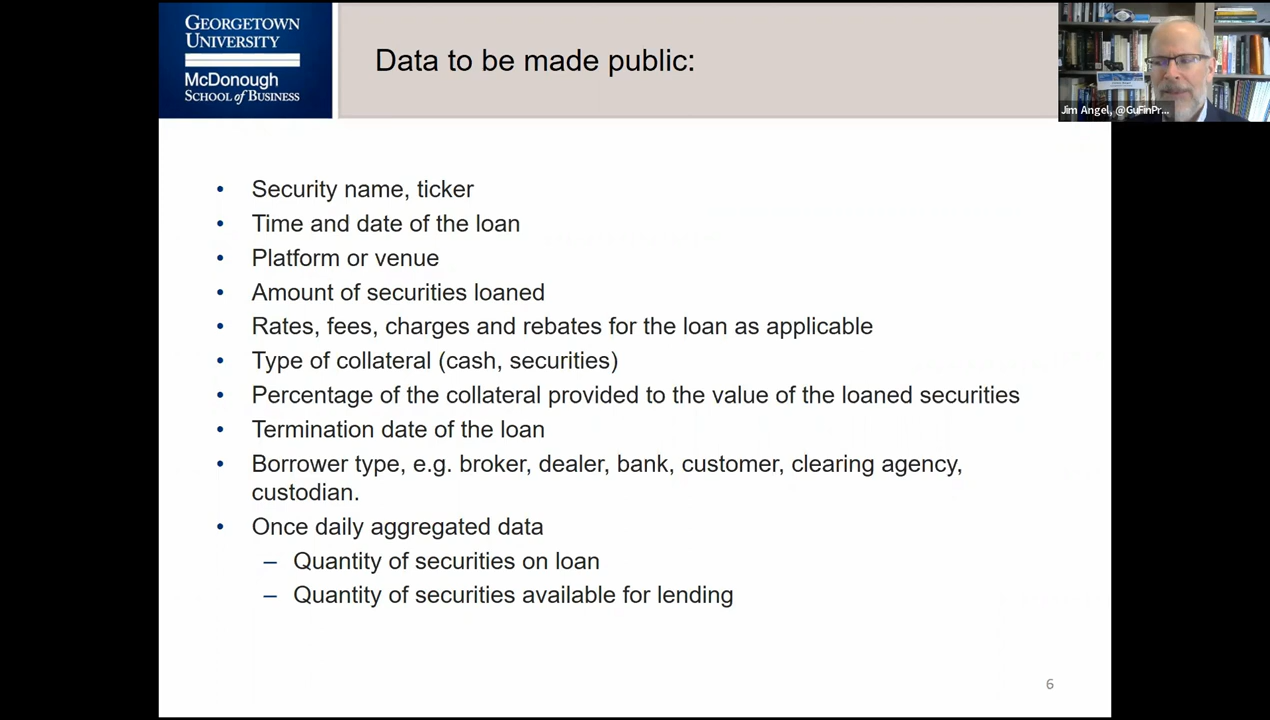 GEORGETOWN
UNIVERSITY
McDonough
SCHOOL of BUSINESS
Data to be made public:
Jim Angel, @GuFinPr...
• Security name, ticker
• Time and date of the loan
• Platform or venue
• Amount of securities loaned
• Rates, fees, charges and rebates for the loan as applicable
• Type of collateral (cash, securities)
• Percentage of the collateral provided to the value of the loaned securities
• Termination date of the loan
• Borrower type, e.g. broker, dealer, bank, customer, clearing agency,
custodian.
• Once daily aggregated data
– Quantity of securities on loan
– Quantity of securities available for lending
6